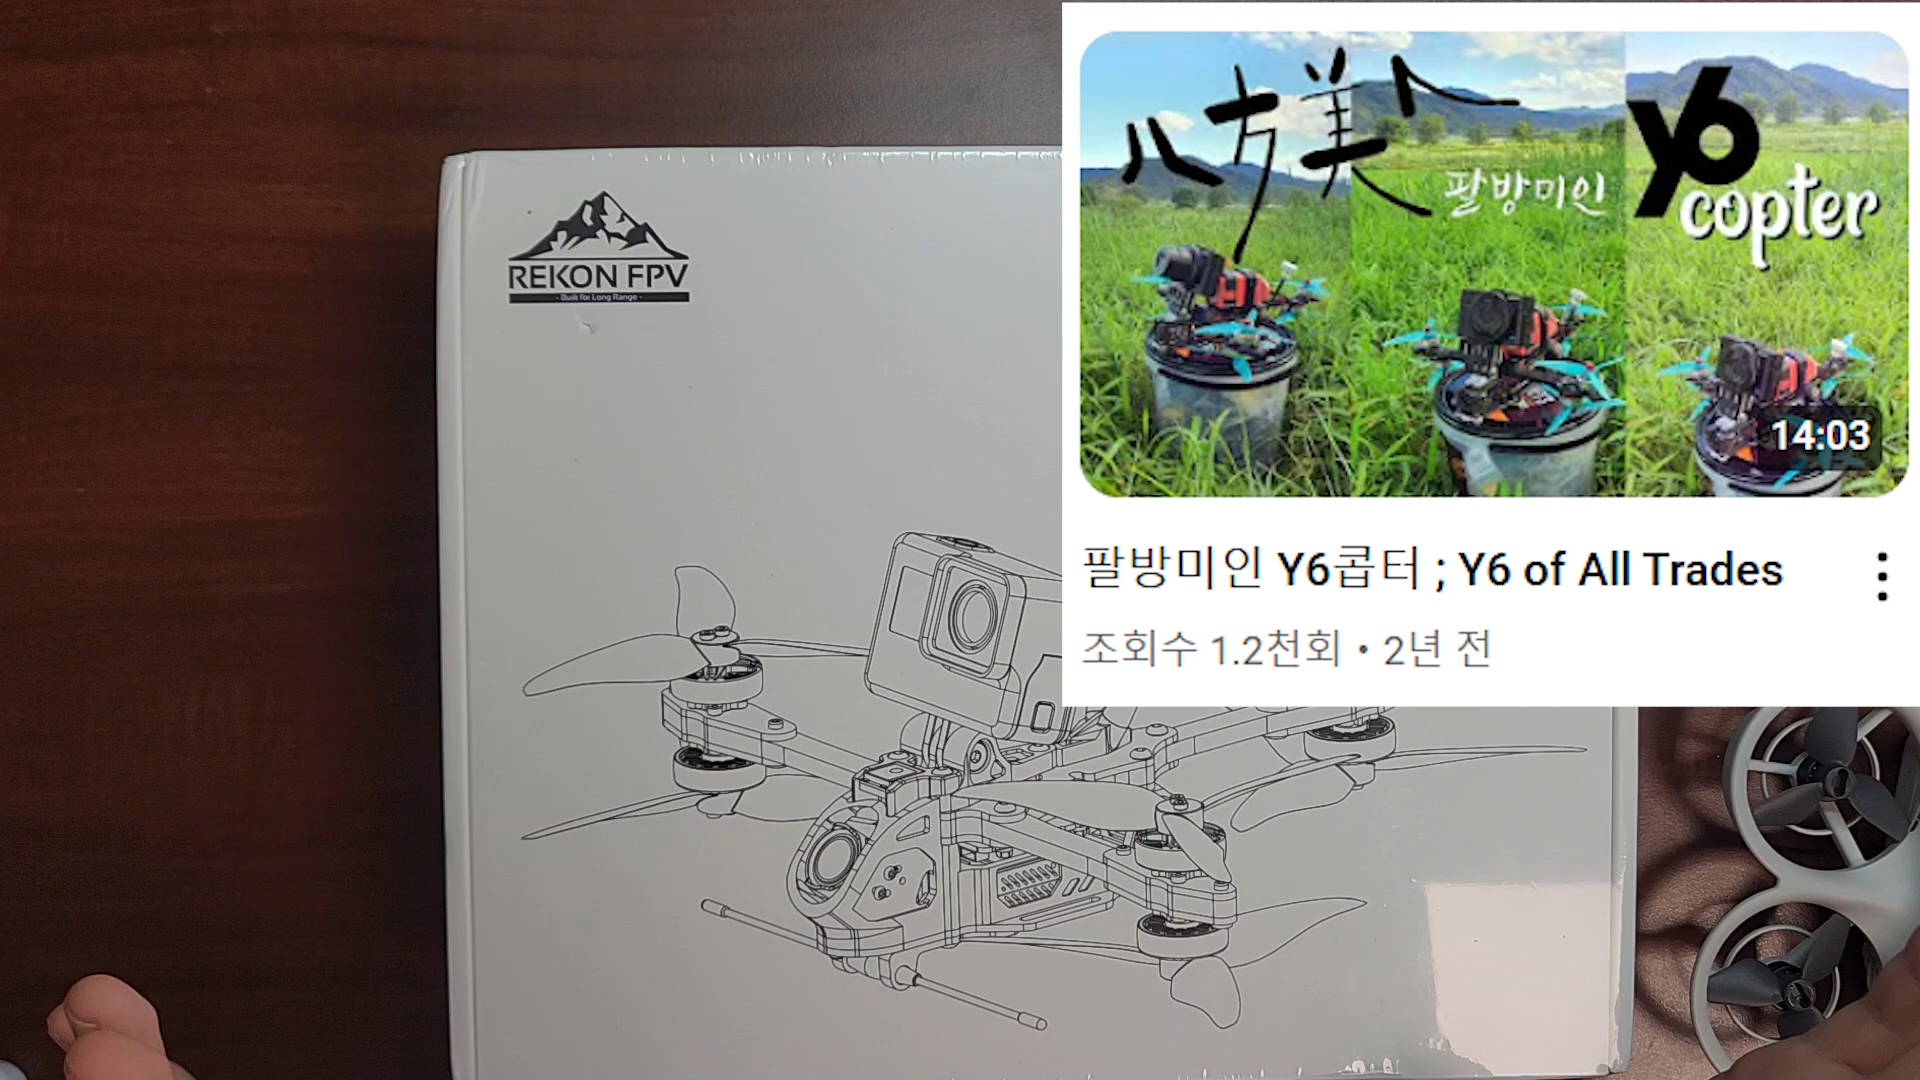 REKON FPV
- Built for Long Range -
八方美人
팔방미인
Y6
copter
14:03
팔방미인 Y6콥터 ; Y6 of All Trades
조회수 1.2천회 • 2년 전